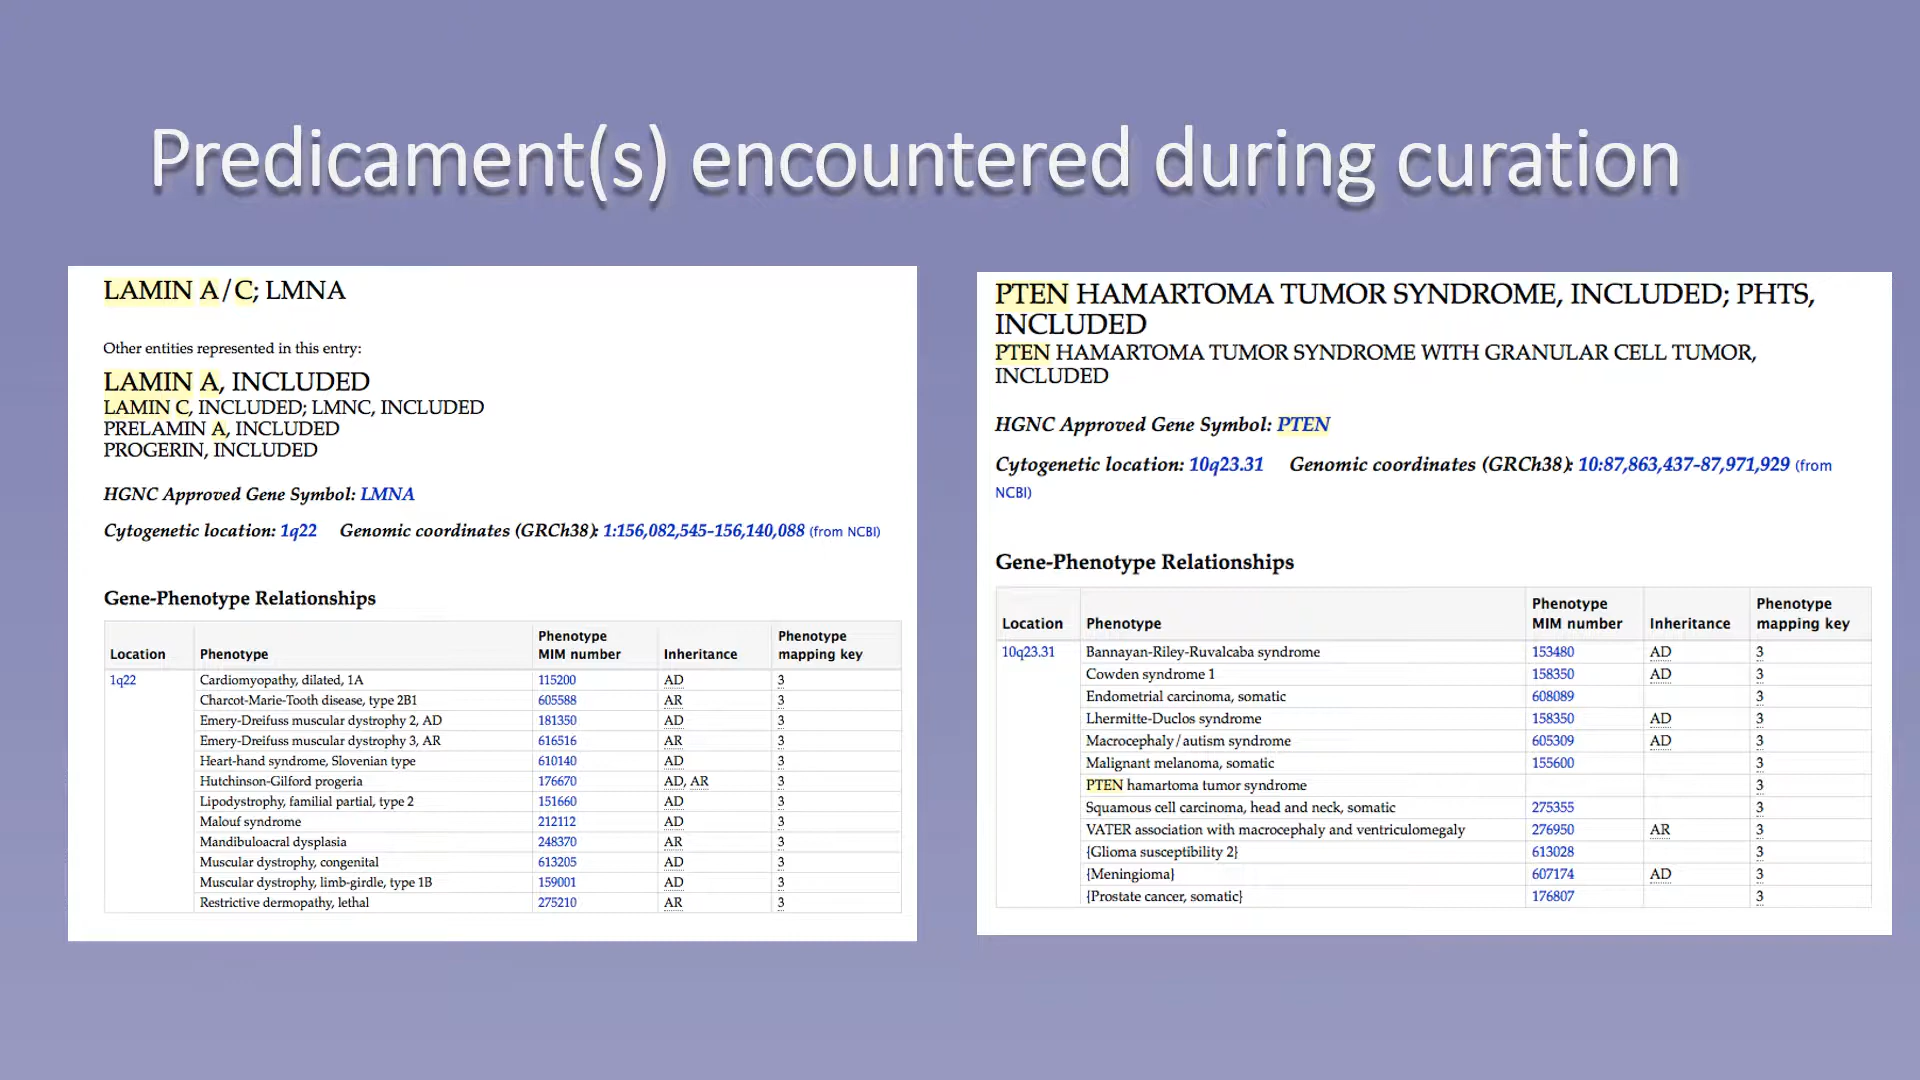 Predicament(s) encountered during curation
LAMIN A/C; LMNA
Other entities represented in this entry:
LAMIN A, INCLUDED
LAMIN C, INCLUDED; LMNC, INCLUDED
PRELAMIN A, INCLUDED
PROGERIN, INCLUDED
HGNC Approved Gene Symbol: LMNA
Cytogenetic location: 1q22 Genomic coordinates (GRCh38): 1:156,082,545-156,140,088 (from NCBI)
Gene-Phenotype Relationships
Location Phenotype Phenotype MIM number Inheritance Phenotype mapping key
1q22 Cardiomyopathy, dilated, 1A 115200 AD 3
Charcot-Marie-Tooth disease, type 2B1 605588 AR 3
Emery-Dreifuss muscular dystrophy 2, AD 181350 AD 3
Emery-Dreifuss muscular dystrophy 3, AR 616516 AR 3
Heart-hand syndrome, Slovenian type 610140 AD 3
Hutchinson-Gilford progeria 176670 AD, AR 3
Lipodystrophy, familial partial, type 2 151660 AD 3
Malouf syndrome 212112 AD 3
Mandibuloacral dysplasia 248370 AR 3
Muscular dystrophy, congenital 613205 AD 3
Muscular dystrophy, limb-girdle, type 1B 159001 AD 3
Restrictive dermopathy, lethal 275210 AR 3
PTEN HAMARTOMA TUMOR SYNDROME, INCLUDED; PHTS,
INCLUDED
PTEN HAMARTOMA TUMOR SYNDROME WITH GRANULAR CELL TUMOR,
INCLUDED
HGNC Approved Gene Symbol: PTEN
Cytogenetic location: 10q23.31 Genomic coordinates (GRCh38): 10:87,863,437-87,971,929 (from
NCBI)
Gene-Phenotype Relationships
Location Phenotype Phenotype MIM number Inheritance Phenotype mapping key
10q23.31 Bannayan-Riley-Ruvalcaba syndrome 153480 AD 3
Cowden syndrome 1 158350 AD 3
Endometrial carcinoma, somatic 608089 3
Lhermitte-Duclos syndrome 158350 AD 3
Macrocephaly/autism syndrome 605309 AD 3
Malignant melanoma, somatic 155600 3
PTEN hamartoma tumor syndrome 3
Squamous cell carcinoma, head and neck, somatic 275355 3
VATER association with macrocephaly and ventriculomegaly 276950 AR 3
{Glioma susceptibility 2} 613028 3
{Meningioma} 607174 AD 3
{Prostate cancer, somatic} 176807 3